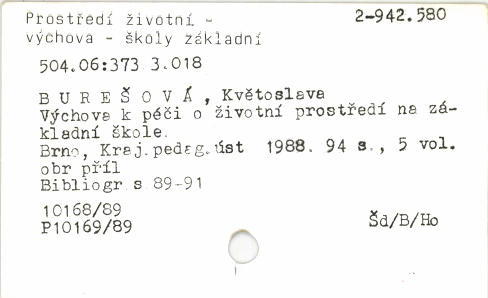 Prostředí životní - 2-942.580
výchova - školy základní
504.06:373 3.018
B U R E Š O V Á , Květoslava
Výchova k péči o životní prostředí na zá-
kladní škole.
Brno, Kraj.pedag.úst 1988. 94 s., 5 vol.
obr příl
Bibliogr s 89-91
10168/89
P10169/89 Šd/B/Ho